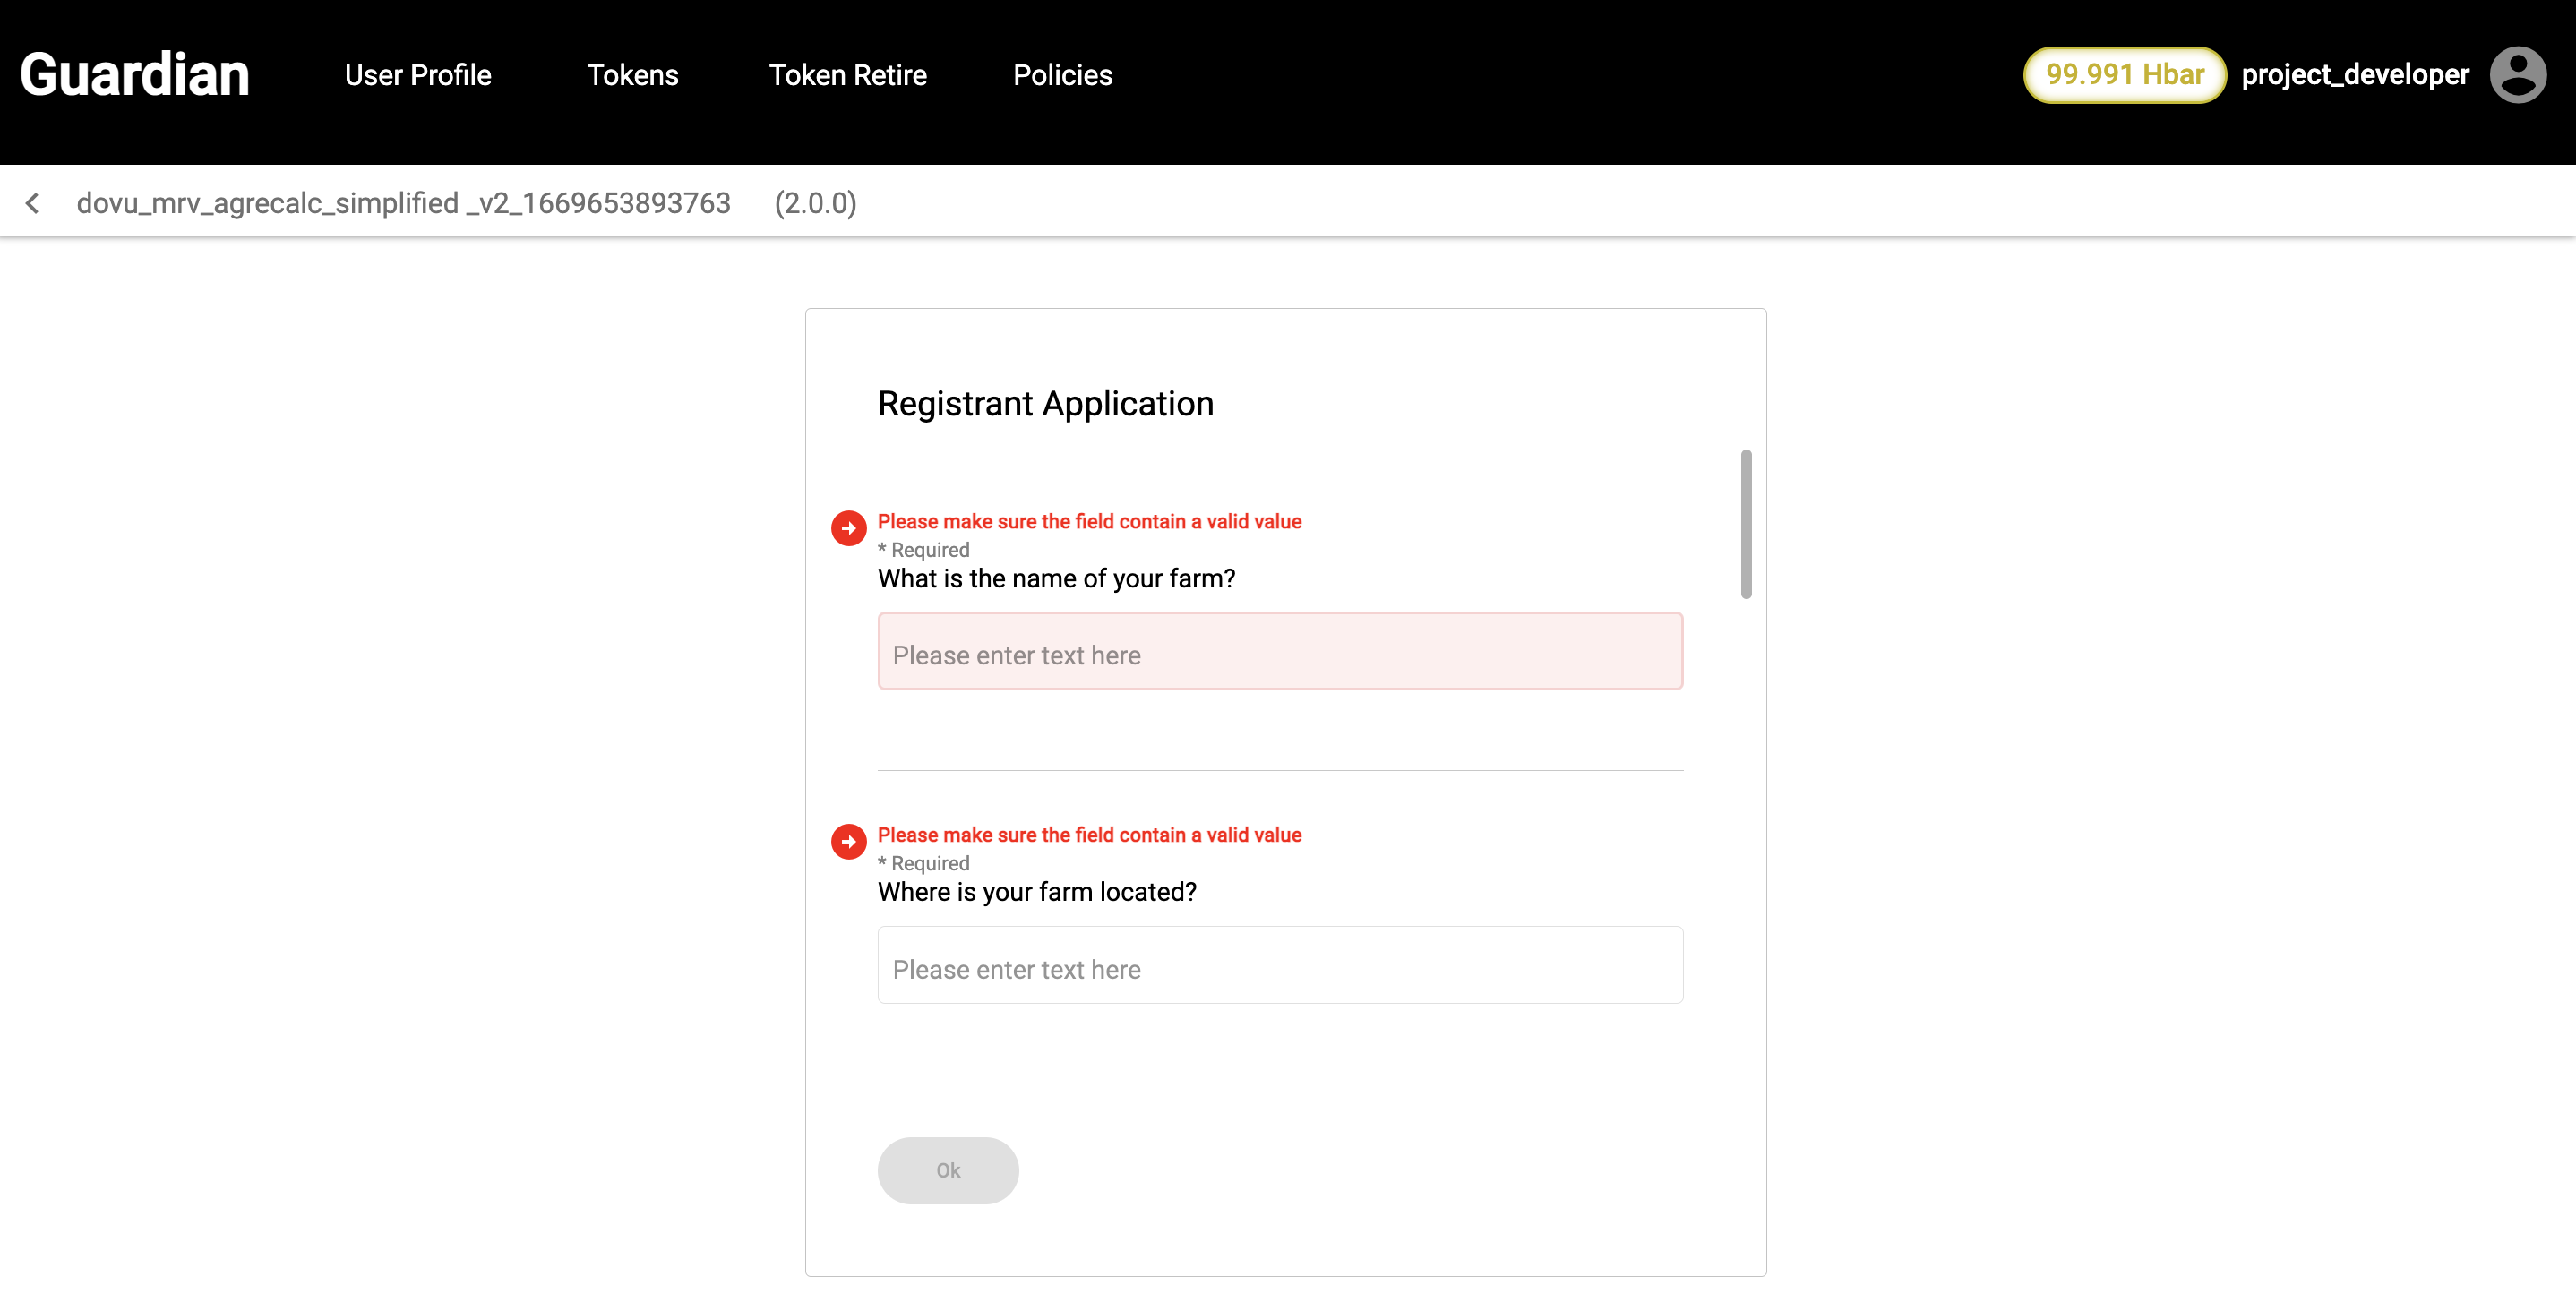 Guardian User Profile Tokens Token Retire Policies 99.991 Hbar project_developer
dovu_mrv_agrecalc_simplified _v2_1669653893763 (2.0.0)
Registrant Application
Please make sure the field contain a valid value
* Required
What is the name of your farm?
Please enter text here
Please make sure the field contain a valid value
* Required
Where is your farm located?
Please enter text here
Ok